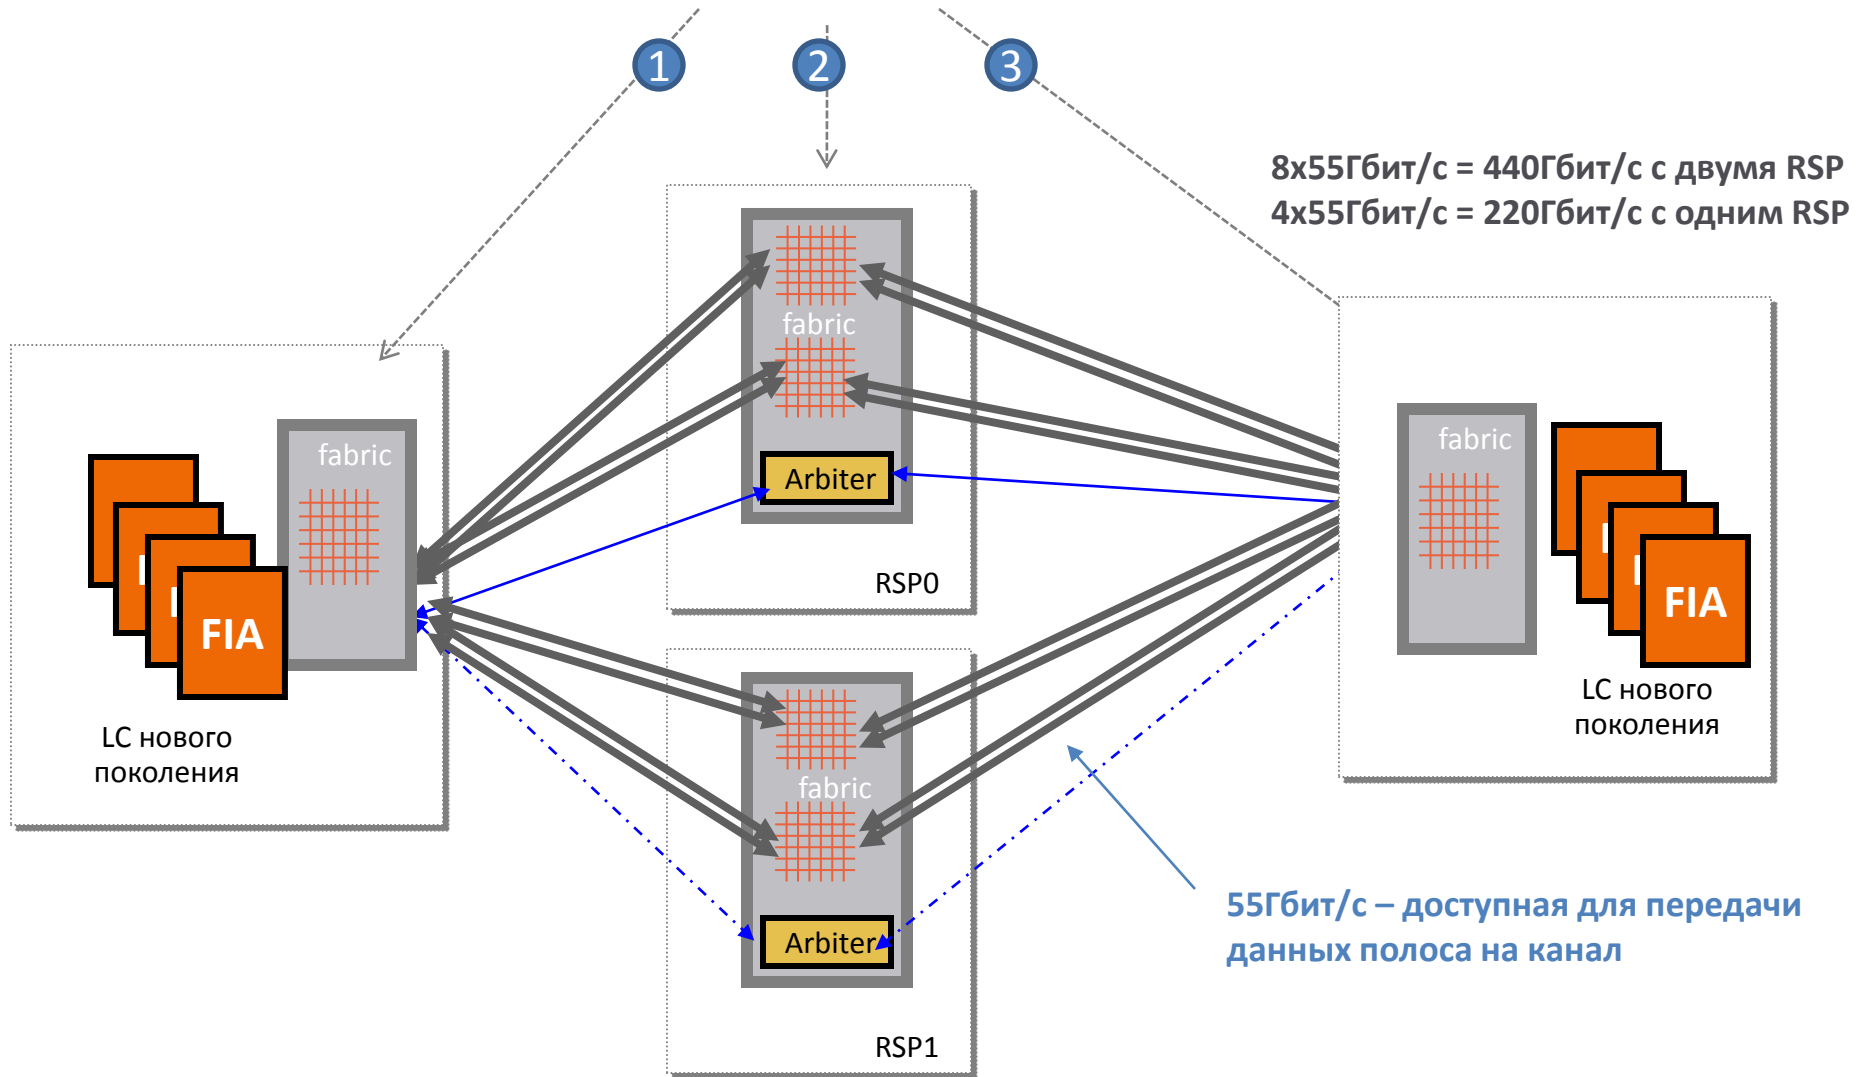 1
2
3
8x55Гбит/с = 440Гбит/с с двумя RSP
4x55Гбит/с = 220Гбит/с с одним RSP
fabric
fabric
fabric
Arbiter
RSP0
FIA
FIA
LC нового
поколения
LC нового
поколения
fabric
Arbiter
RSP1
55Гбит/с – доступная для передачи
данных полоса на канал